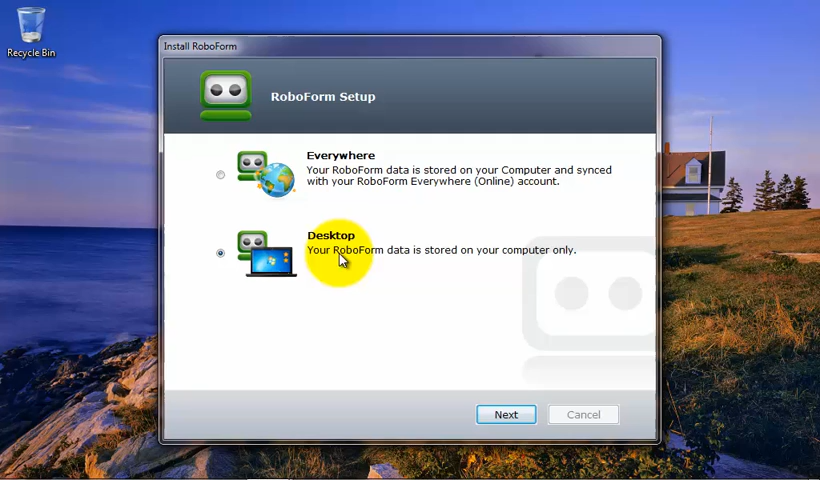 Recycle Bin
Install RoboForm
RoboForm Setup
Everywhere
Your RoboForm data is stored on your Computer and synced
with your RoboForm Everywhere (Online) account.
Desktop
Your RoboForm data is stored on your computer only.
Next
Cancel